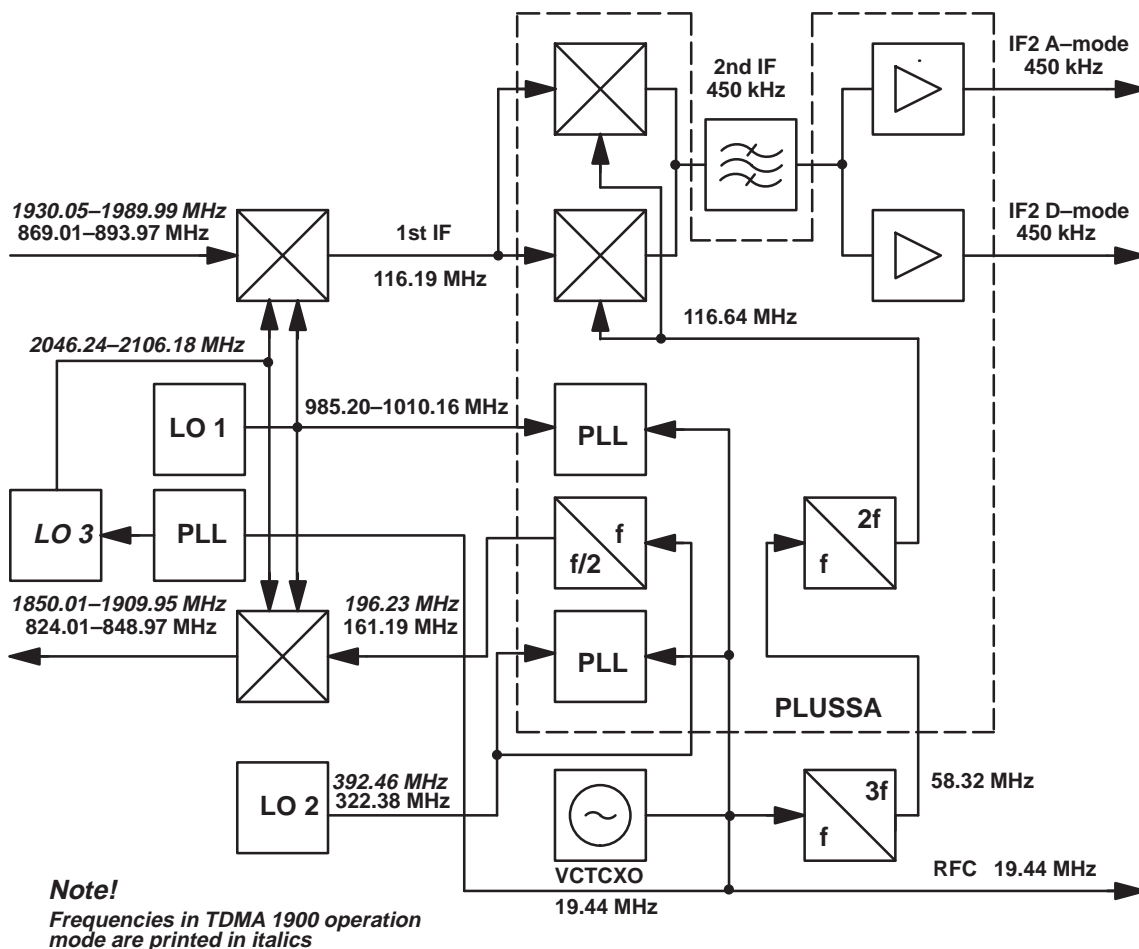 IF2 A–mode
450 kHz
2nd IF
450 kHz
1930.05–1989.99 MHz
869.01–893.97 MHz
1st IF
116.19 MHz
IF2 D–mode
450 kHz
116.64 MHz
2046.24–2106.18 MHz
985.20–1010.16 MHz
LO 1
PLL
LO 3
PLL
f
f/2
2f
f
1850.01–1909.95 MHz
824.01–848.97 MHz
196.23 MHz
161.19 MHz
PLL
PLUSSA
LO 2
392.46 MHz
322.38 MHz
3f
f
58.32 MHz
VCTCXO
19.44 MHz
RFC 19.44 MHz
Note!
Frequencies in TDMA 1900 operation
mode are printed in italics